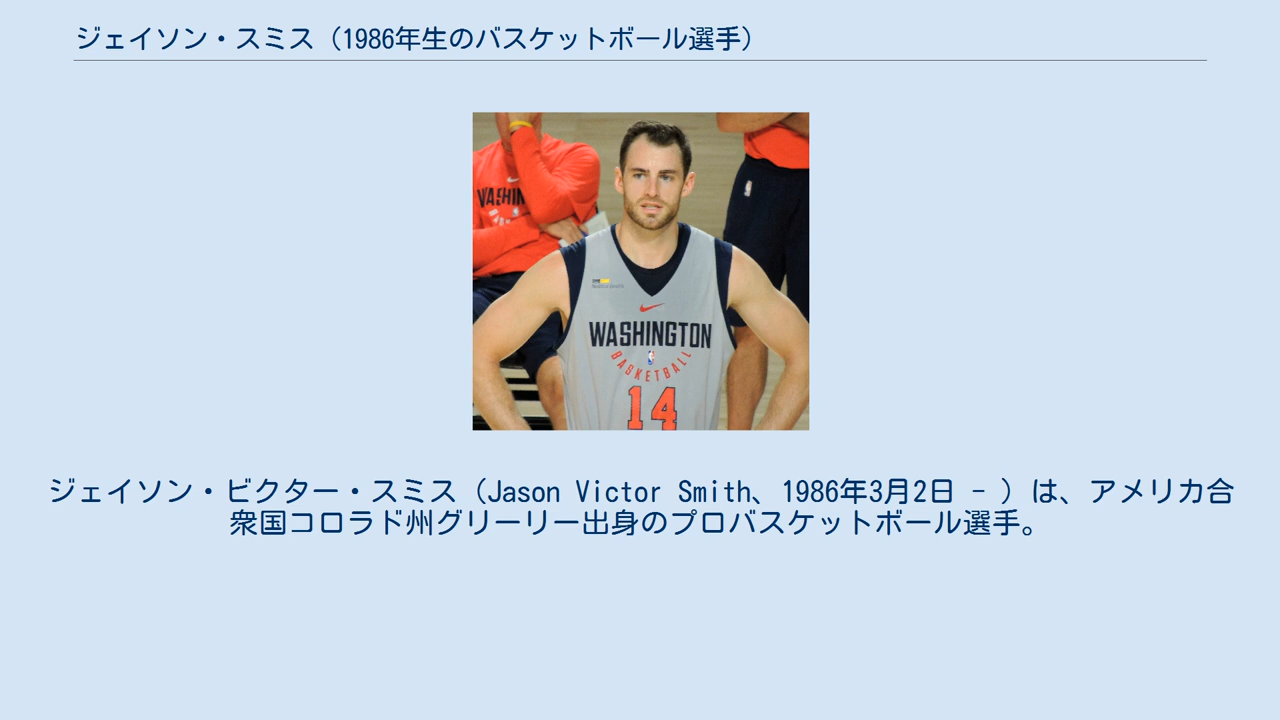 ジェイソン・スミス（1986年生のバスケットボール選手）
WASHIN
WASHINGTON
BASKETBALL
14
ジェイソン・ビクター・スミス（Jason Victor Smith、1986年3月2日 - ）は、アメリカ合
衆国コロラド州グリーリー出身のプロバスケットボール選手。